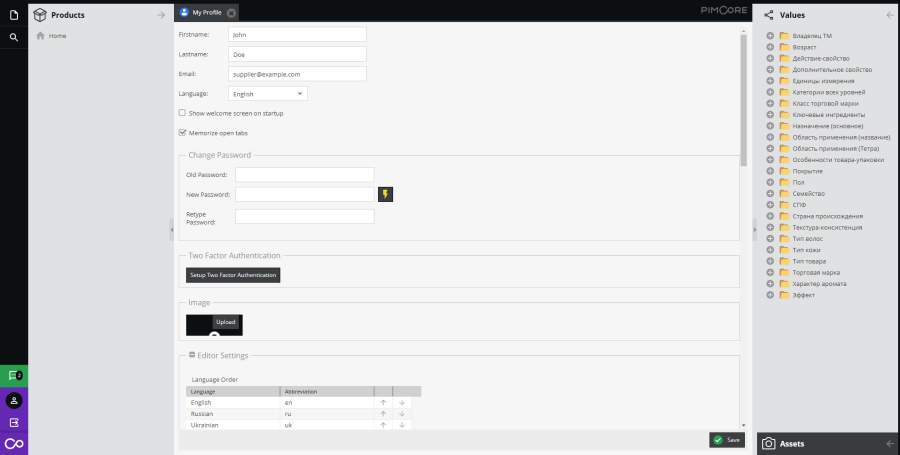 Products
Home
My Profile
PIMCORE
Firstname: John
Lastname: Doe
Email: supplier@example.com
Language: English
Show welcome screen on startup
Memorize open tabs
Change Password
Old Password:
New Password:
Retype
Password:
Two Factor Authentication
Setup Two Factor Authentication
Image
Upload
Editor Settings
Language Order
Language Abbreviation
English en
Russian ru
Ukrainian uk
Save
Values
Владелец ТМ
Возраст
Действие-свойство
Дополнительное свойство
Единицы измерения
Категории всех уровней
Класс торговой марки
Ключевые ингредиенты
Назначение (основное)
Область применения (название)
Область применения (Тетра)
Особенности товара-упаковки
Покрытие
Пол
Семейство
СПФ
Страна происхождения
Текстура-консистенция
Тип волос
Тип кожи
Тип товара
Торговая марка
Характер аромата
Эффект
Assets